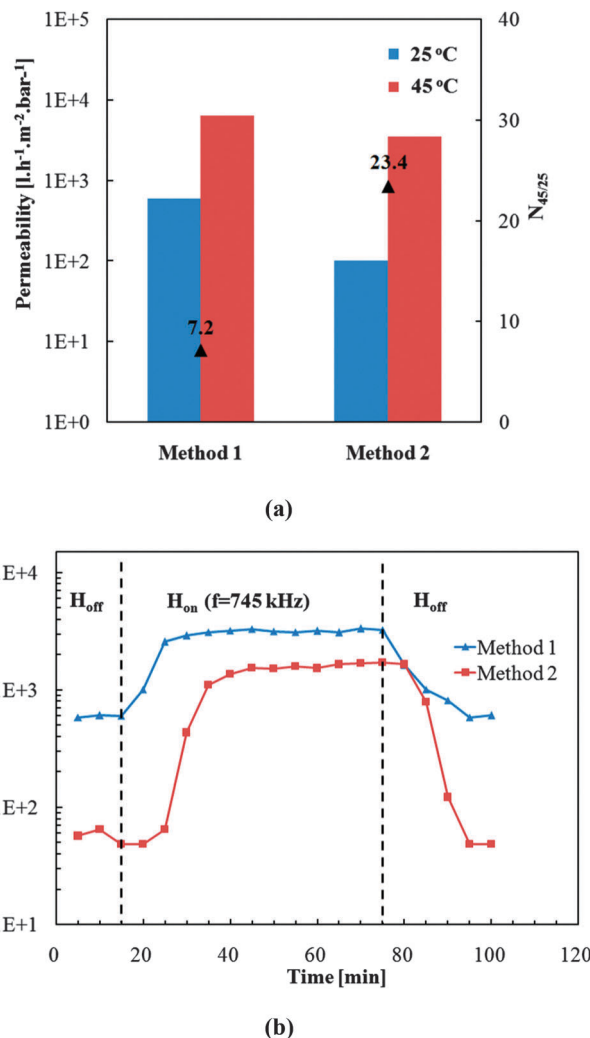 1E+5
1E+4
1E+3
1E+2
1E+1
1E+0
Permeability [l.h⁻¹.m⁻².bar⁻¹]
25 °C
45 °C
7.2
23.4
40
30
20
10
0
N45/25
Method 1
Method 2
(a)
E+4
E+3
E+2
E+1
Hoff
Hon (f=745 kHz)
Hoff
Method 1
Method 2
0
20
40
60
80
100
120
Time [min]
(b)